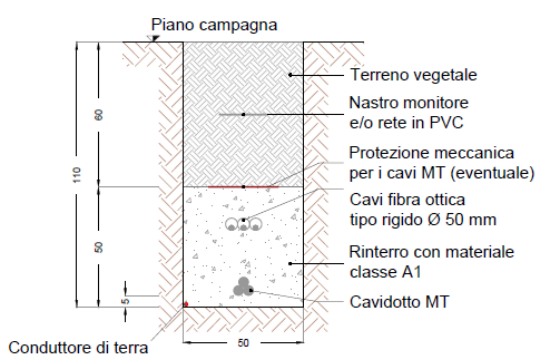 Piano campagna
Terreno vegetale
Nastro monitore
e/o rete in PVC
Protezione meccanica
per i cavi MT (eventuale)
Cavi fibra ottica
tipo rigido Ø 50 mm
Rinterro con materiale
classe A1
Cavidotto MT
Conduttore di terra
110
60
50
5
50